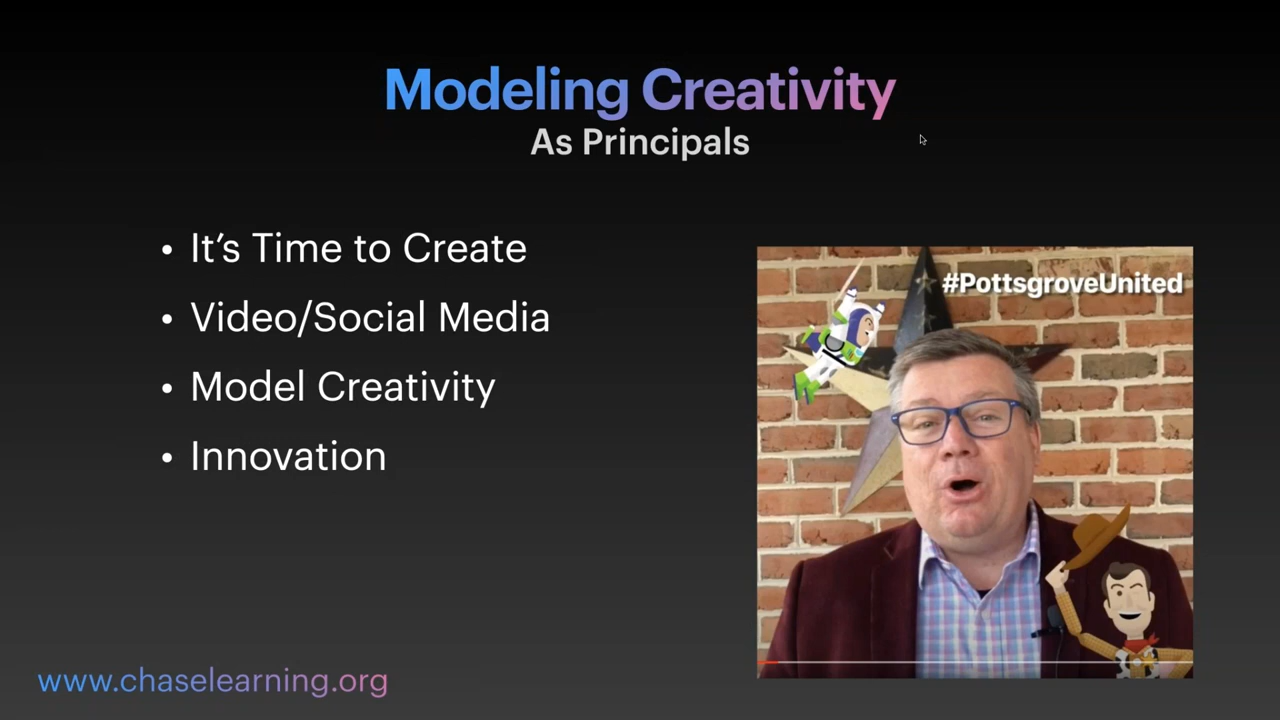 Modeling Creativity
As Principals
• It's Time to Create
• Video/Social Media
• Model Creativity
• Innovation
#PottsgroveUnited
www.chaselearning.org